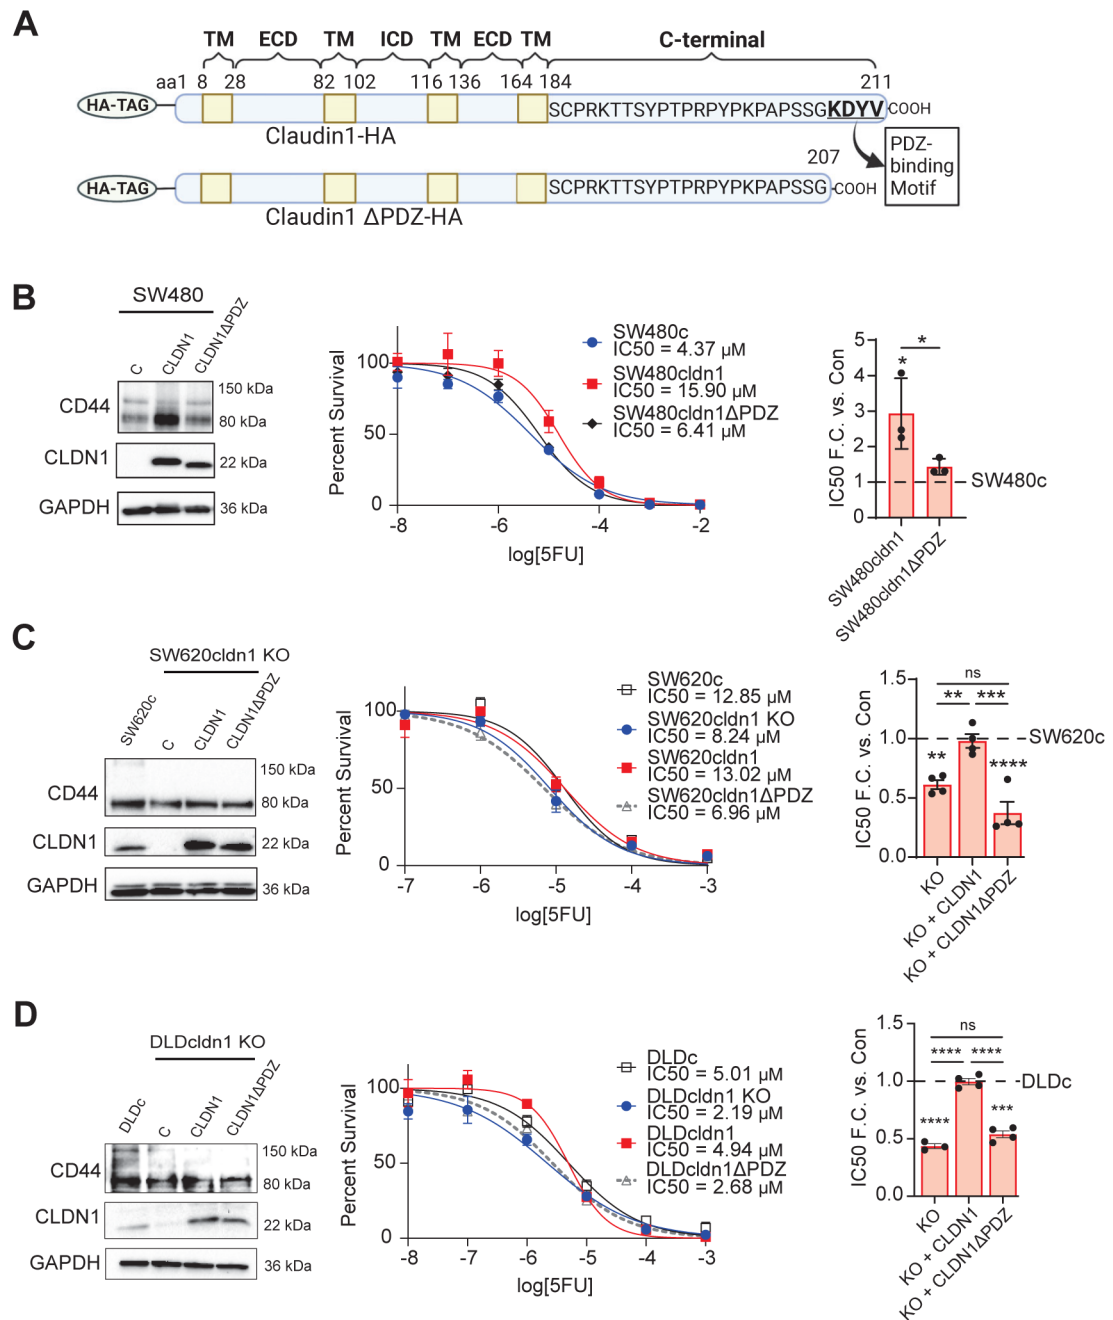 A
TM ECD TM ICD TM ECD TM C-terminal
aa1 8 28 82 102 116 136 164 184 211
HA-TAG SCPRKTTSYPTPRPYPKPAPSSGKDYV COOH
Claudin1-HA
PDZ-
binding
Motif
207
HA-TAG SCPRKTTSYPTPRPYPKPAPSSG COOH
Claudin1 ΔPDZ-HA
B
SW480
C CLDN1 CLDN1ΔPDZ
CD44 150 kDa
80 kDa
CLDN1 22 kDa
GAPDH 36 kDa
Percent Survival
100
50
0
-8 -6 -4 -2
log[5FU]
SW480c
IC50 = 4.37 µM
SW480cldn1
IC50 = 15.90 µM
SW480cldn1ΔPDZ
IC50 = 6.41 µM
IC50 F.C. vs. Con
5
4
3
2
1
0
*
*
SW480c
SW480cldn1
SW480cldn1ΔPDZ
C
SW620cldn1 KO
SW620c C CLDN1 CLDN1ΔPDZ
CD44 150 kDa
80 kDa
CLDN1 22 kDa
GAPDH 36 kDa
Percent Survival
100
50
0
-7 -6 -5 -4 -3
log[5FU]
SW620c
IC50 = 12.85 µM
SW620cldn1 KO
IC50 = 8.24 µM
SW620cldn1
IC50 = 13.02 µM
SW620cldn1ΔPDZ
IC50 = 6.96 µM
IC50 F.C. vs. Con
1.5
1.0
0.5
0.0
ns
** ***
SW620c
** ****
KO
KO + CLDN1
KO + CLDN1ΔPDZ
D
DLDcldn1 KO
DLDc C CLDN1 CLDN1ΔPDZ
CD44 150 kDa
80 kDa
CLDN1 22 kDa
GAPDH 36 kDa
Percent Survival
100
50
0
-8 -7 -6 -5 -4 -3
log[5FU]
DLDc
IC50 = 5.01 µM
DLDcldn1 KO
IC50 = 2.19 µM
DLDcldn1
IC50 = 4.94 µM
DLDcldn1ΔPDZ
IC50 = 2.68 µM
IC50 F.C. vs. Con
1.5
1.0
0.5
0.0
ns
**** ****
DLDc
**** ***
KO
KO + CLDN1
KO + CLDN1ΔPDZ